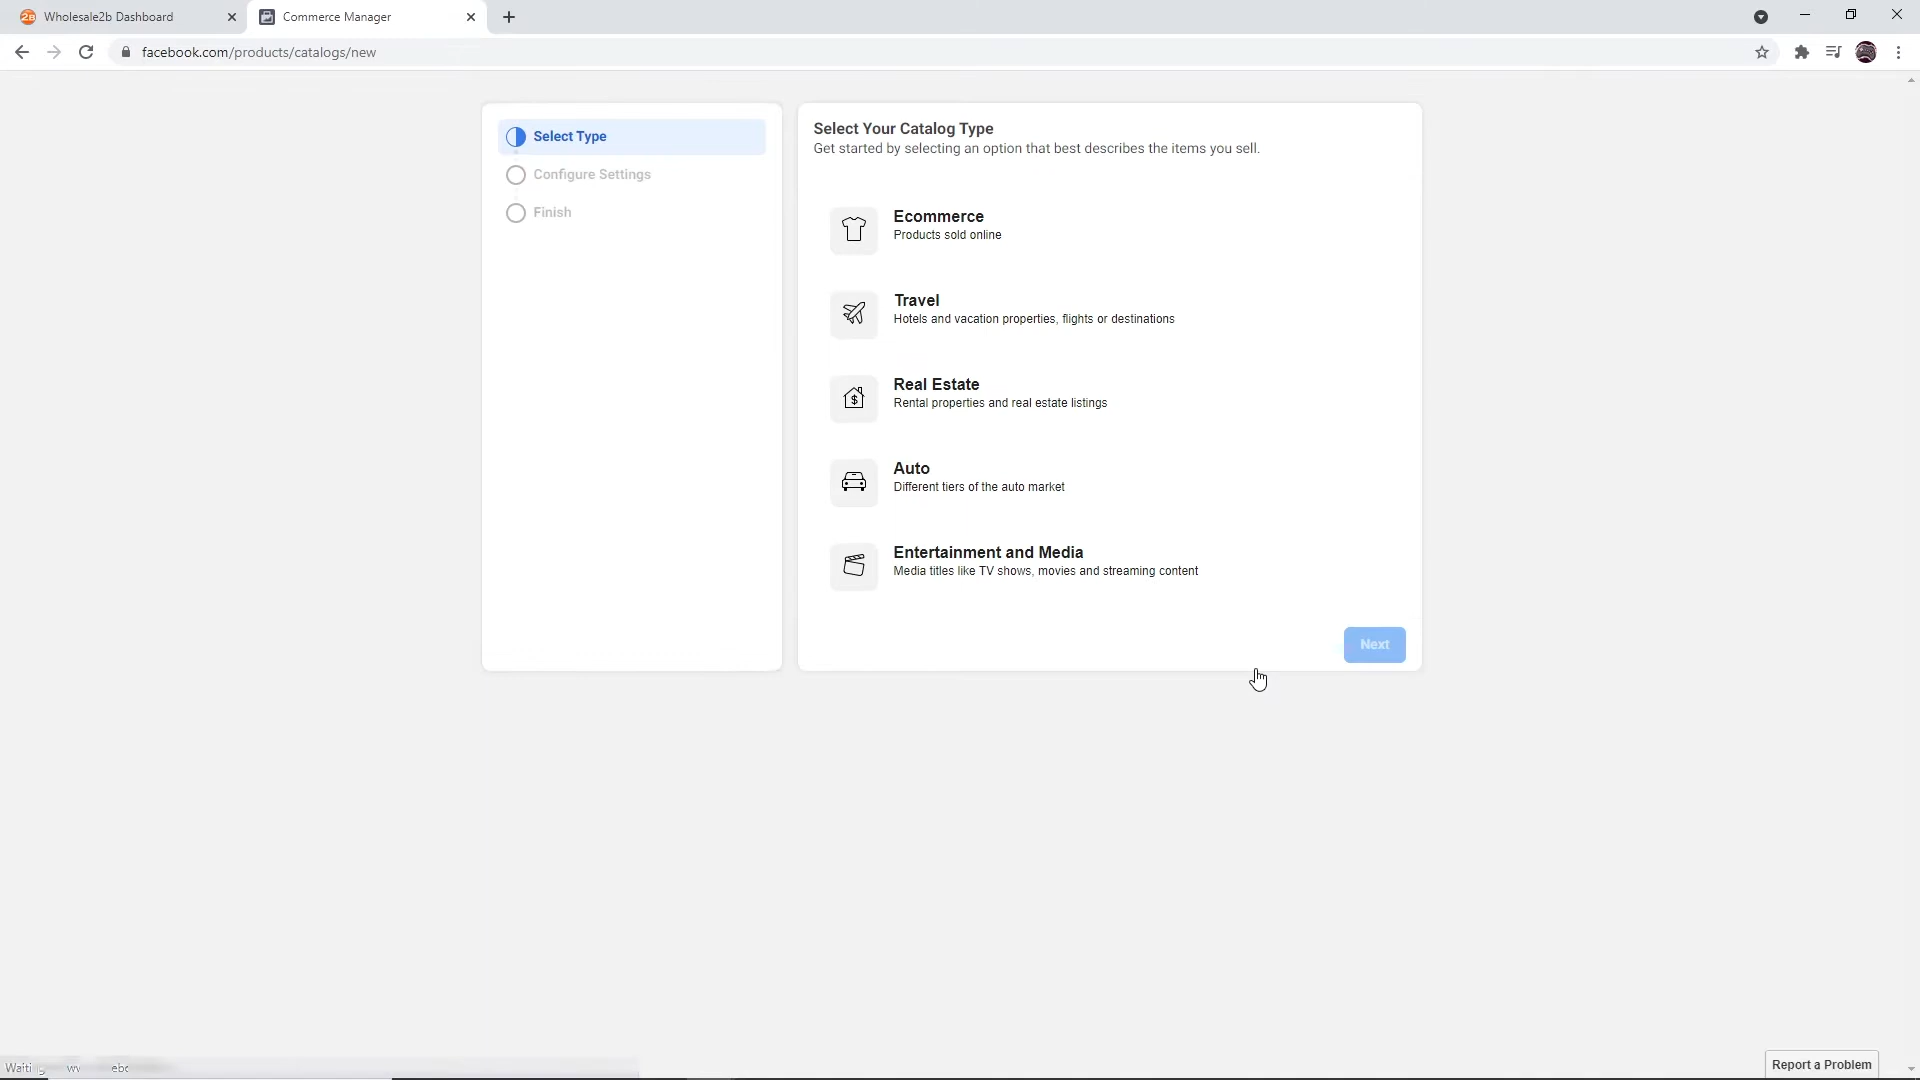 Wholesale2b Dashboard
Commerce Manager
facebook.com/products/catalogs/new
Select Type
Configure Settings
Finish
Select Your Catalog Type
Get started by selecting an option that best describes the items you sell.
Ecommerce
Products sold online
Travel
Hotels and vacation properties, flights or destinations
Real Estate
Rental properties and real estate listings
Auto
Different tiers of the auto market
Entertainment and Media
Media titles like TV shows, movies and streaming content
Next
Report a Problem